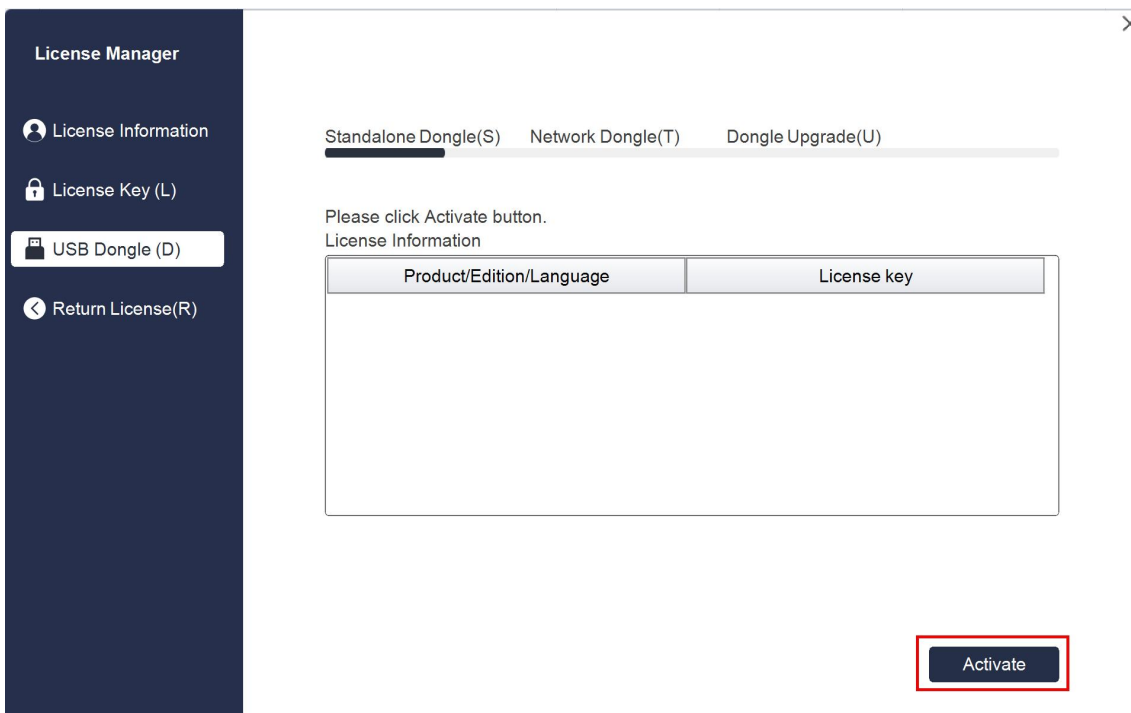 License Manager
License Information
License Key (L)
USB Dongle (D)
Return License(R)
Standalone Dongle(S) Network Dongle(T) Dongle Upgrade(U)
Please click Activate button.
License Information
Product/Edition/Language License key
Activate